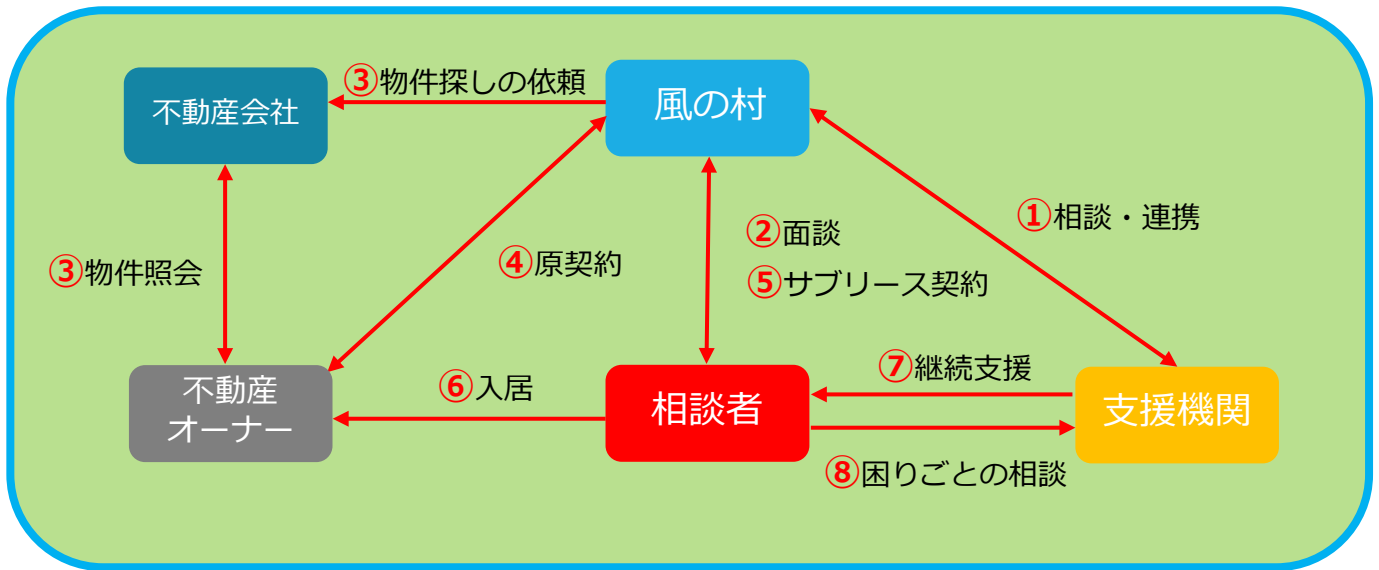 ③物件探しの依頼
不動産会社
風の村
①相談・連携
②面談
④原契約
③物件照会
⑤サブリース契約
⑦継続支援
不動産
オーナー
⑥入居
相談者
支援機関
⑧困りごとの相談